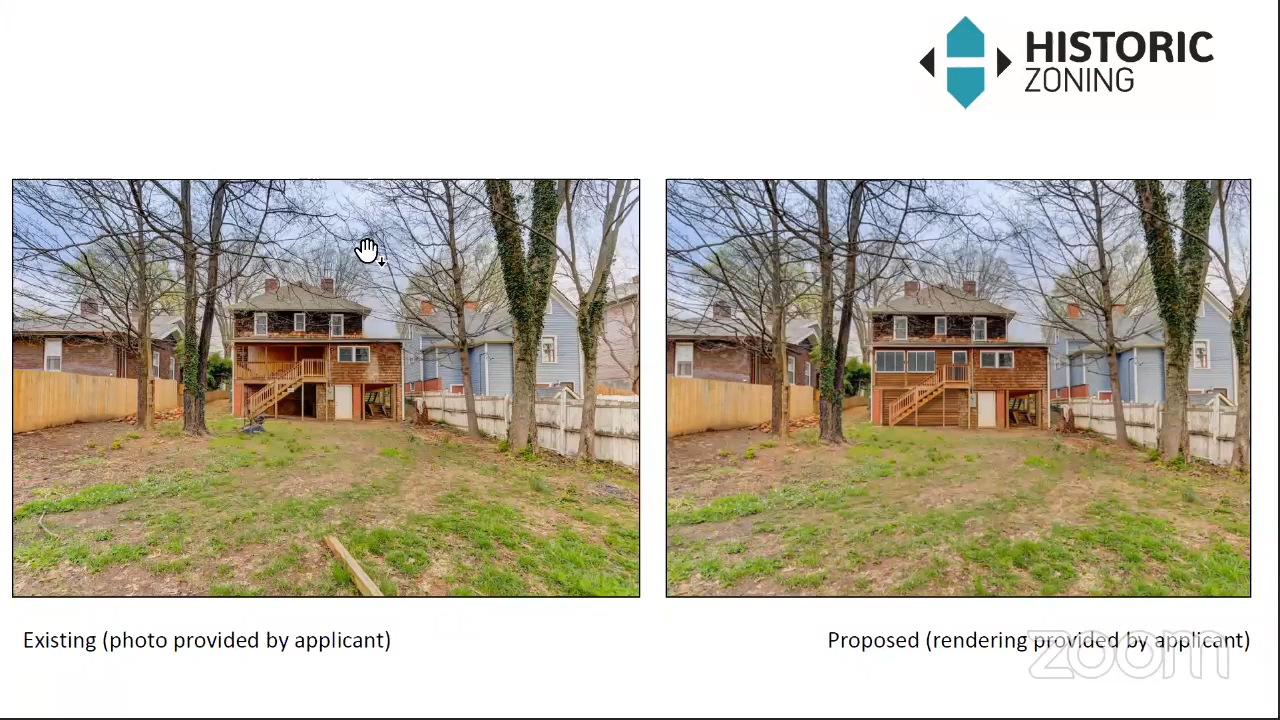 HISTORIC
ZONING
Existing (photo provided by applicant)
Proposed (rendering provided by applicant)
zoom